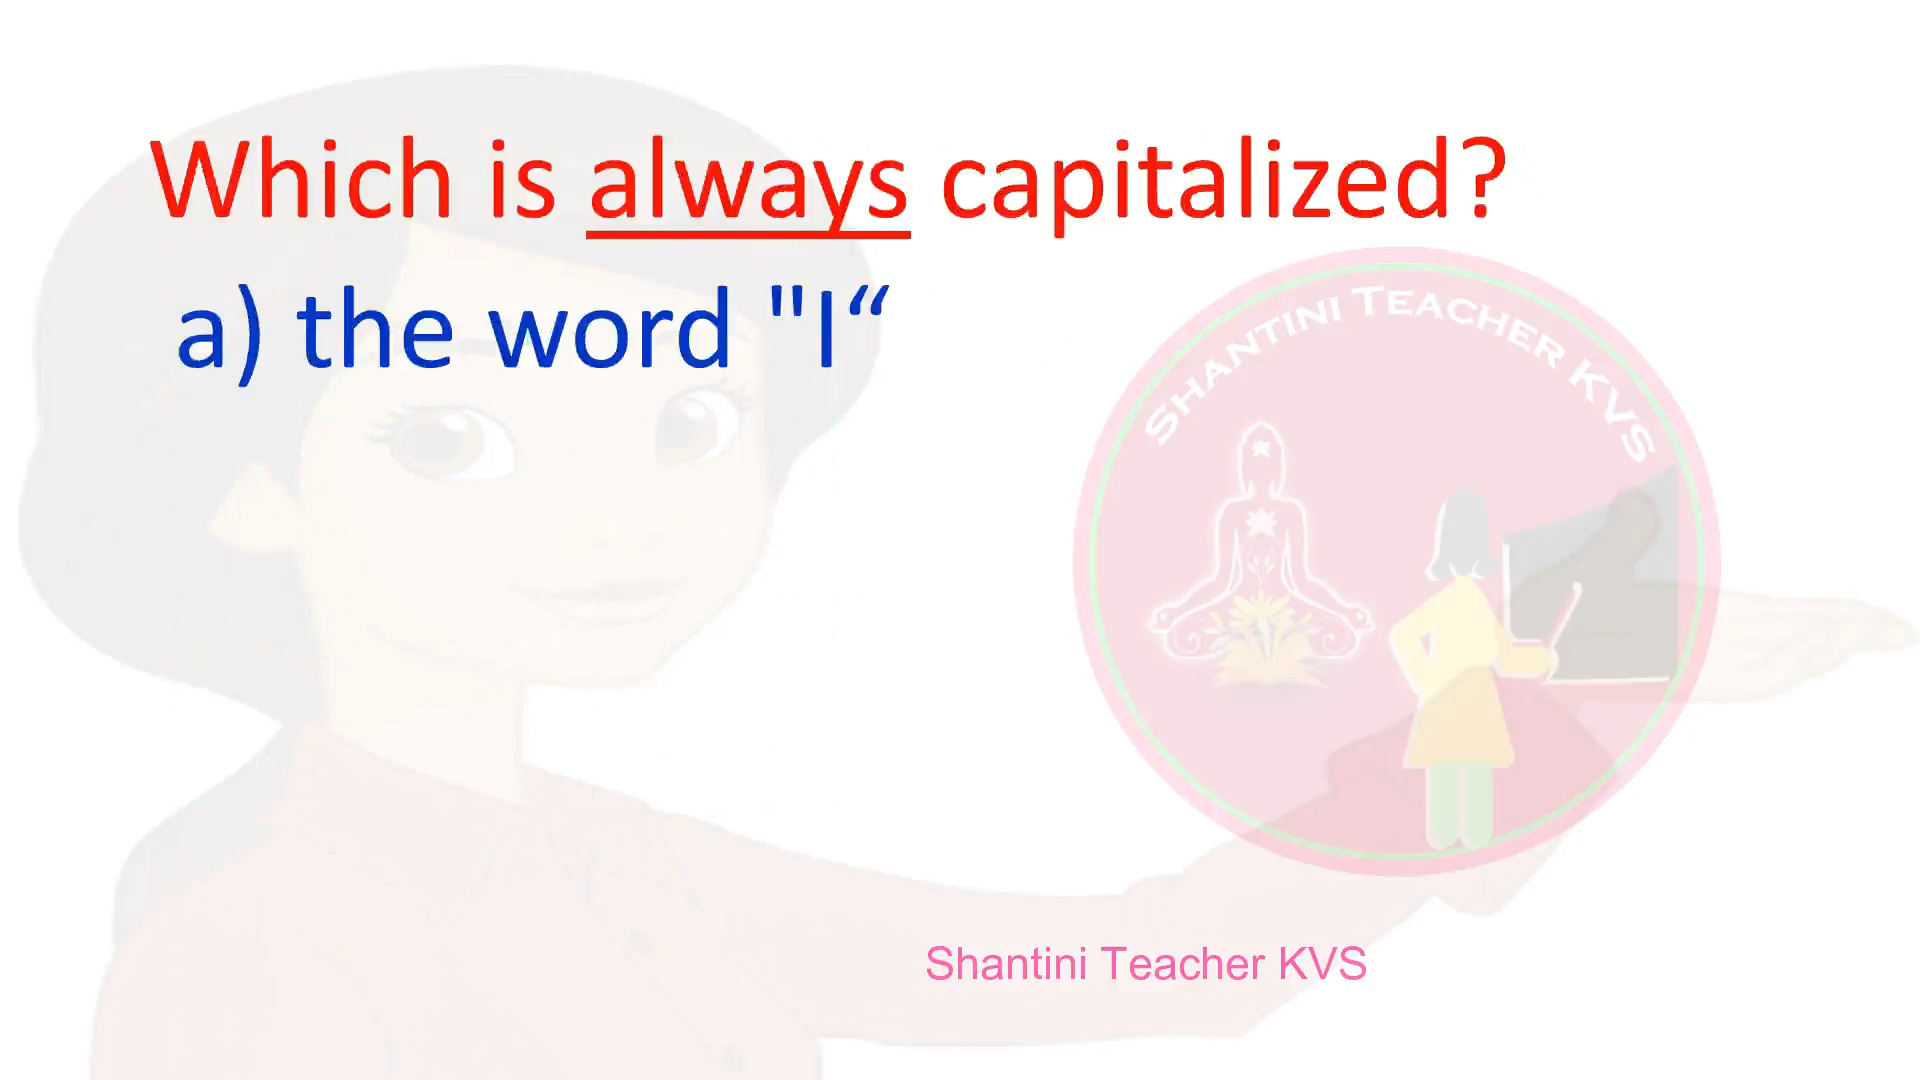 Which is always capitalized?
a) the word "I“
SHANTINI TEACHER KVS
Shantini Teacher KVS